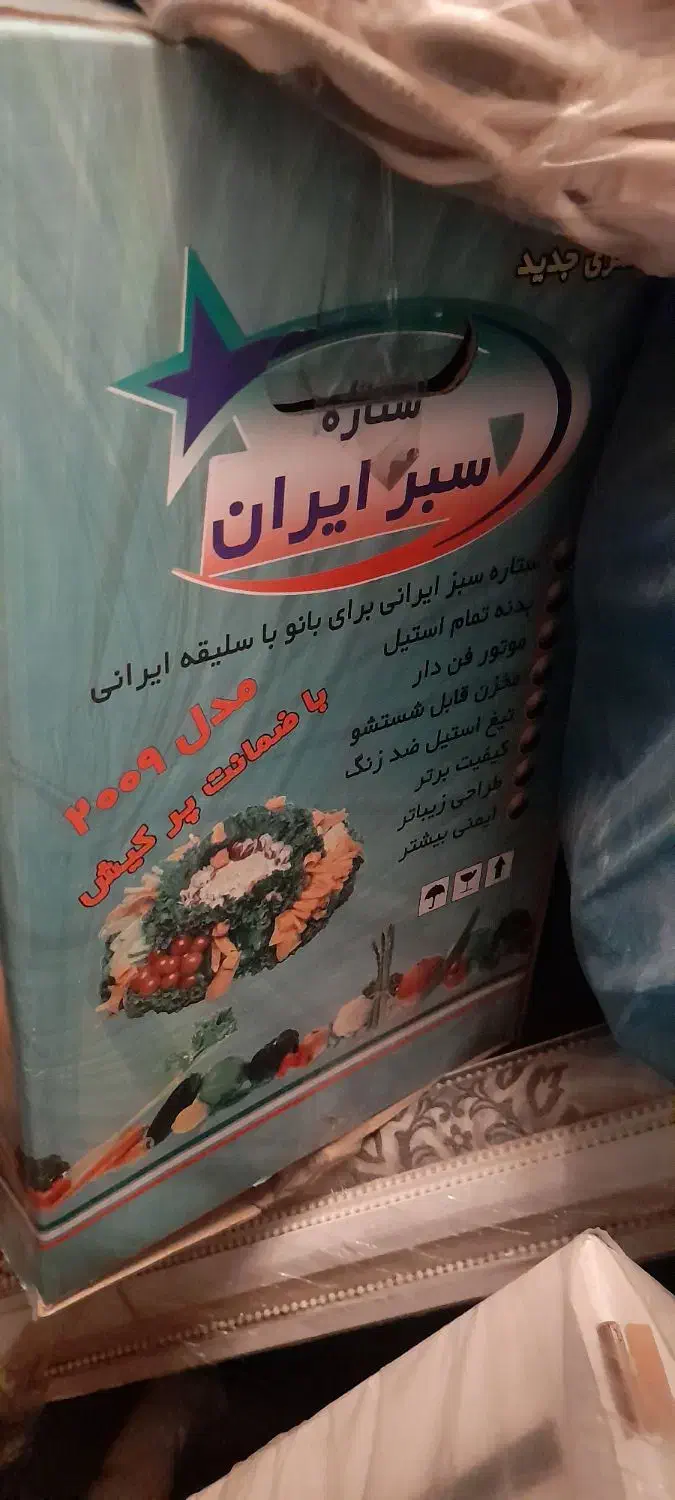 جدید
ستاره
سبز ایران
ستاره سبز ایرانی برای بانو با سلیقه ایرانی
بدنه تمام استیل
موتور فن دار
مخزن قابل شستشو
تیغ استیل ضد زنگ
کیفیت برتر
طراحی زیباتر
ایمنی بیشتر
مدل ۲۰۰۹
با ضمانت پر کیش